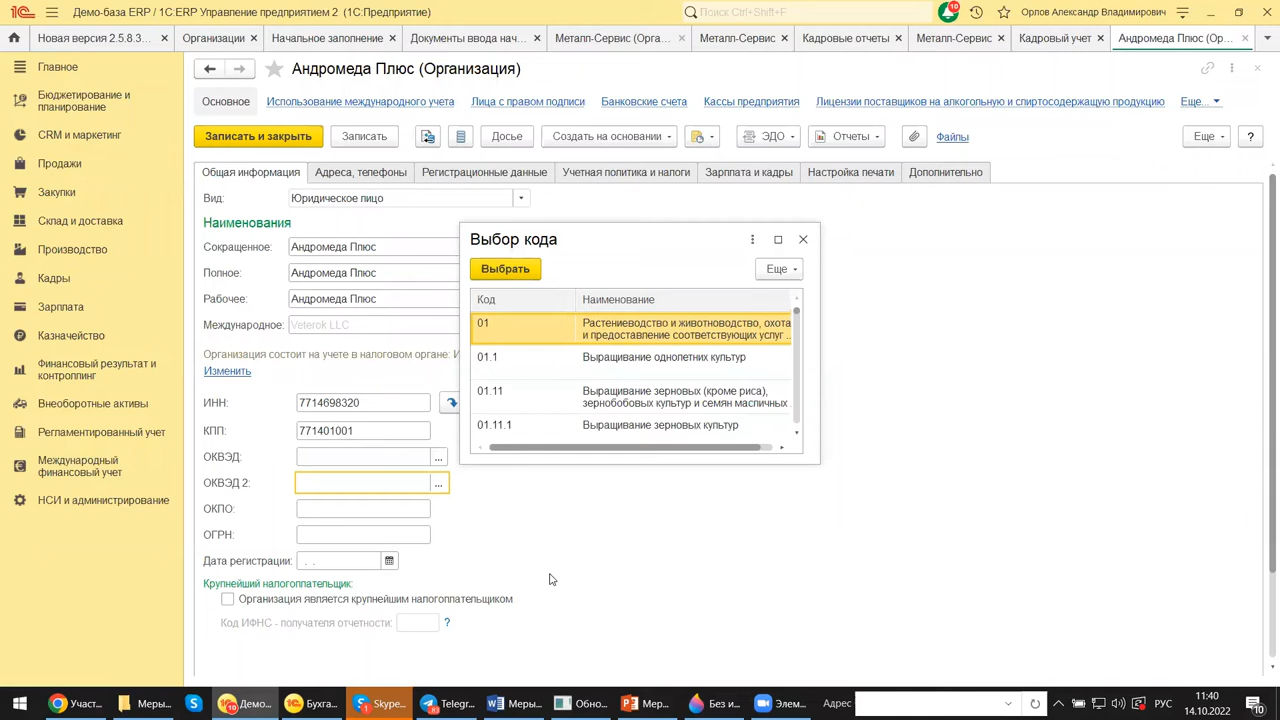 Демо-база ERP / 1С:ERP Управление предприятием 2 (1С:Предприятие)
Поиск Ctrl+Shift+F
10
Орлов Александр Владимирович
Новая версия 2.5.8.3...
Организации
Начальное заполнение
Документы ввода нач...
Металл-Сервис (Орга...
Металл-Сервис
Кадровые отчеты
Металл-Сервис
Кадровый учет
Андромеда Плюс (Ор...
Главное
Бюджетирование и
планирование
CRM и маркетинг
Продажи
Закупки
Склад и доставка
Производство
Кадры
Зарплата
Казначейство
Финансовый результат и
контроллинг
Внеоборотные активы
Регламентированный учет
Международный
финансовый учет
НСИ и администрирование
Андромеда Плюс (Организация)
Основное
Использование международного учета
Лица с правом подписи
Банковские счета
Кассы предприятия
Лицензии поставщиков на алкогольную и спиртосодержащую продукцию
Еще...
Записать и закрыть
Записать
Досье
Создать на основании
ЭДО
Отчеты
Файлы
Еще
?
Общая информация
Адреса, телефоны
Регистрационные данные
Учетная политика и налоги
Зарплата и кадры
Настройка печати
Дополнительно
Вид:
Юридическое лицо
Наименования
Сокращенное:
Андромеда Плюс
Полное:
Андромеда Плюс
Рабочее:
Андромеда Плюс
Международное:
Veterok LLC
Организация состоит на учете в налоговом органе: И
Изменить
ИНН:
7714698320
КПП:
771401001
ОКВЭД:
...
ОКВЭД 2:
...
ОКПО:
ОГРН:
Дата регистрации:
. .
Крупнейший налогоплательщик:
Организация является крупнейшим налогоплательщиком
Код ИФНС - получателя отчетности:
?
Выбор кода
Выбрать
Еще
Код
Наименование
01
Растениеводство и животноводство, охота
и предоставление соответствующих услуг ...
01.1
Выращивание однолетних культур
01.11
Выращивание зерновых (кроме риса),
зернобобовых культур и семян масличных
01.11.1
Выращивание зерновых культур
Участ...
Меры...
Демо...
10
Бухга...
Skype...
Telegr...
83
Меры...
Обно...
Мер...
Без и...
Элем...
Адрес
РУС
11:40
14.10.2022
10